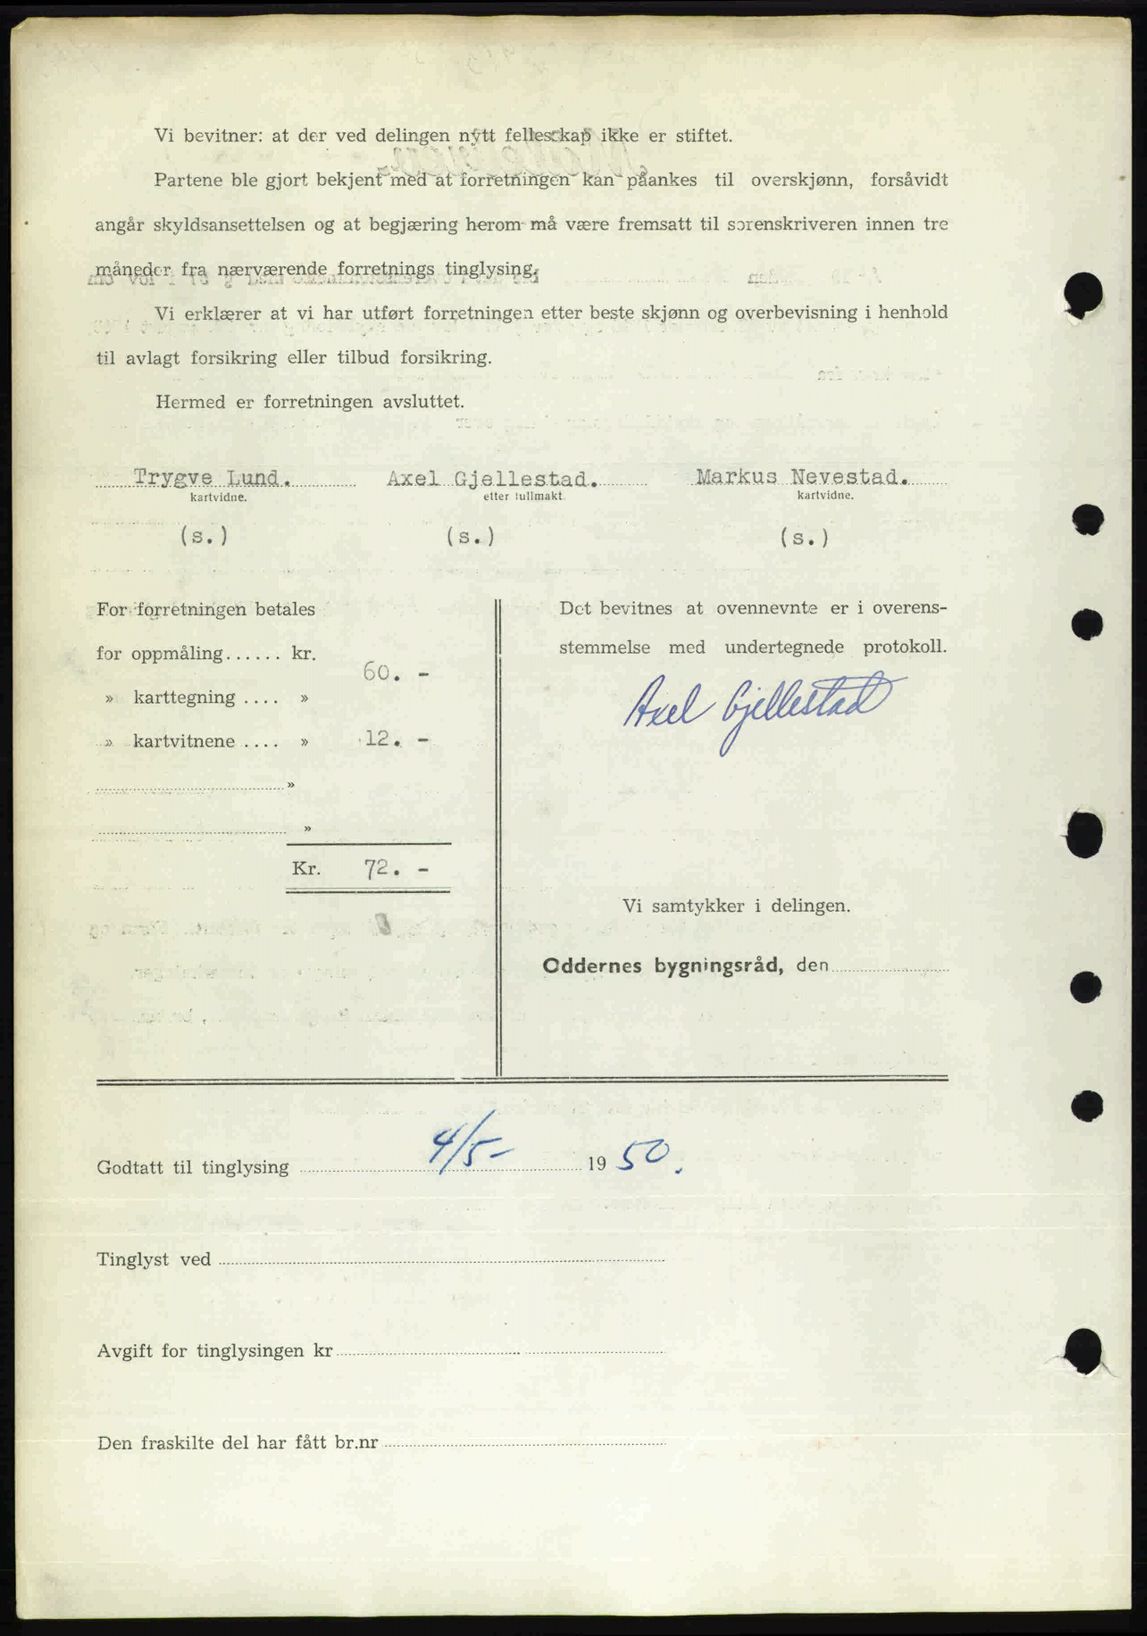 Vi bevitner: at der ved delingen nytt felleskap ikke er stiftet.
Partene ble gjort bekjent med at forretningen kan påankes til overskjønn, forsåvidt
angår skyldsansettelsen og at begjæring herom må være fremsatt til sorenskriveren innen tre
måneder fra nærværende forretnings tinglysing.
Vi erklærer at vi har utført forretningen etter beste skjønn og overbevisning i henhold
til avlagt forsikring eller tilbud forsikring.
Hermed er forretningen avsluttet.
Trygve Lund. Axel Gjellestad. Markus Nevestad.
kartvidne. etter fullmakt kartvidne.
(s.) (s.) (s.)
For forretningen betales
for oppmåling...... kr.
60. -
» karttegning .... »
» kartvitnene .... » 12. -
»
»
Kr. 72. -
Det bevitnes at ovennevnte er i overens-
stemmelse med undertegnede protokoll.
Axel Gjellestad
Vi samtykker i delingen.
Oddernes bygningsråd, den
Godtatt til tinglysing 4/5- 1950.
Tinglyst ved
Avgift for tinglysingen kr
Den fraskilte del har fått br.nr